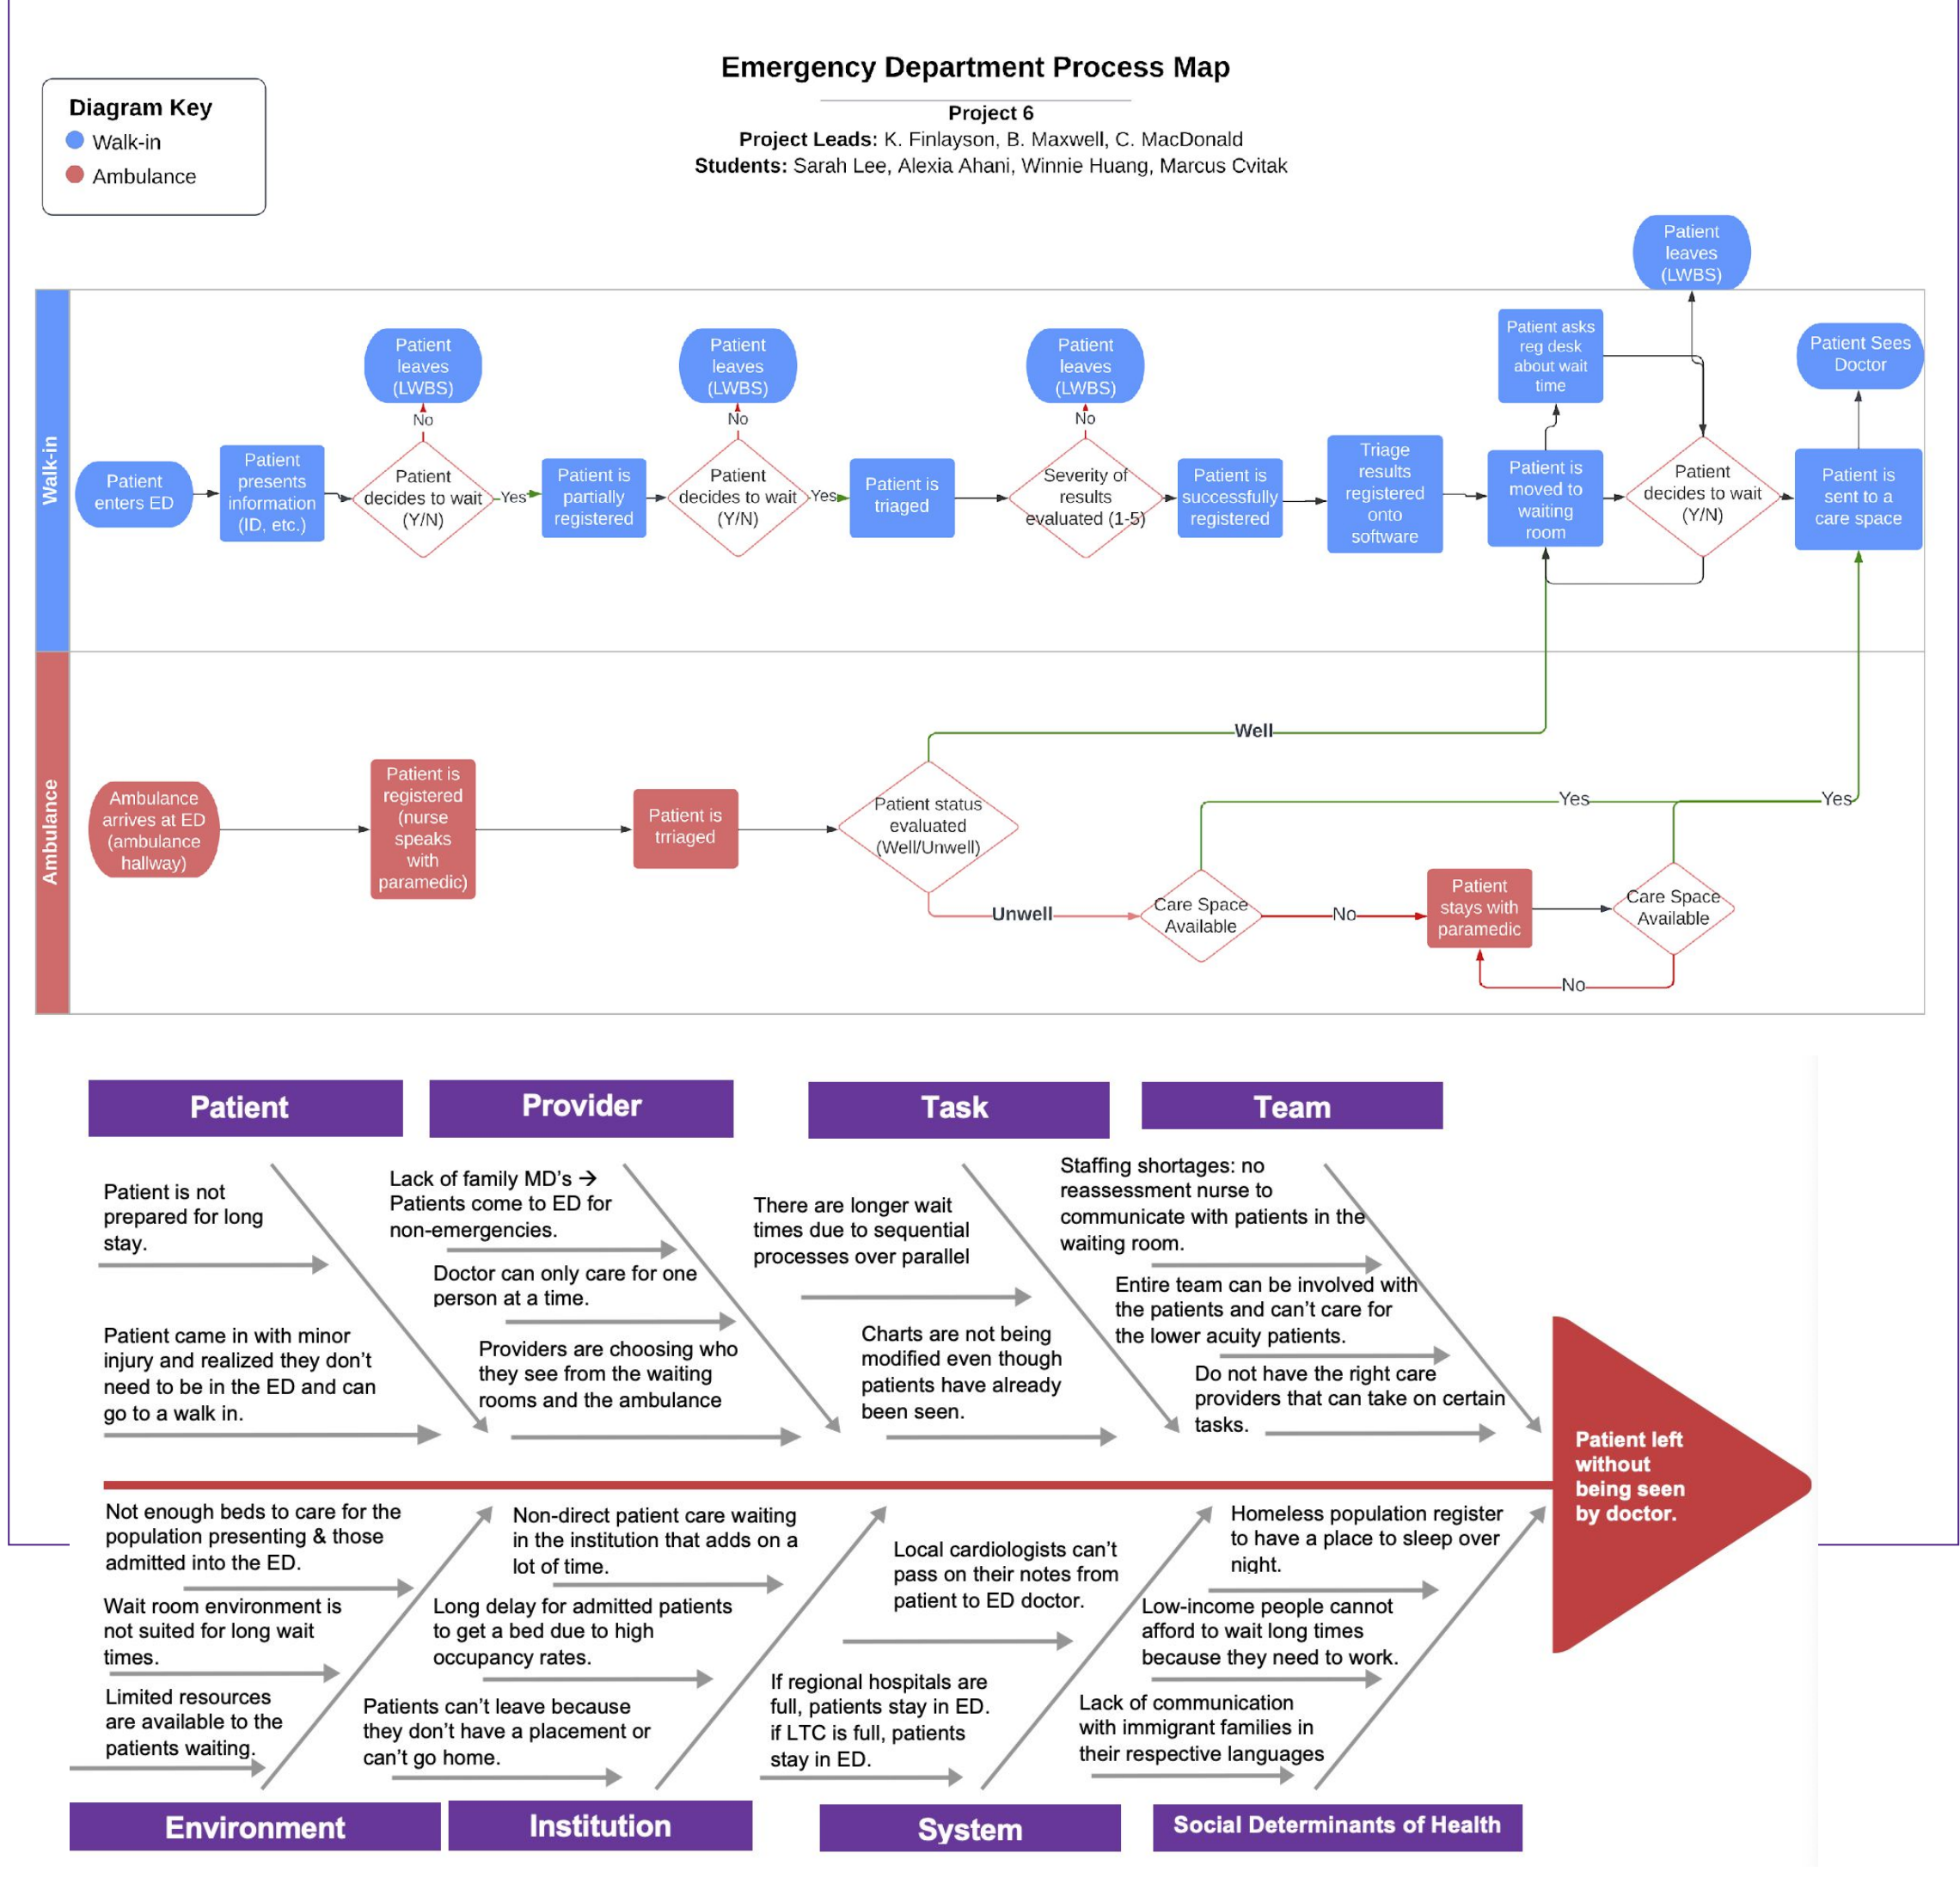 Emergency Department Process Map
Project 6
Project Leads: K. Finlayson, B. Maxwell, C. MacDonald
Students: Sarah Lee, Alexia Ahani, Winnie Huang, Marcus Cvitak
Diagram Key
Walk-in
Ambulance
Walk-in
Patient
enters ED
Patient
presents
information
(ID, etc.)
Patient
decides to wait
(Y/N)
No
Patient
leaves
(LWBS)
Yes
Patient is
partially
registered
Patient
decides to wait
(Y/N)
No
Patient
leaves
(LWBS)
Yes
Patient is
triaged
Severity of
results
evaluated (1-5)
No
Patient
leaves
(LWBS)
Patient is
successfully
registered
Triage
results
registered
onto
software
Patient is
moved to
waiting
room
Patient asks
reg desk
about wait
time
Patient
decides to wait
(Y/N)
Patient
leaves
(LWBS)
Patient is
sent to a
care space
Patient Sees
Doctor
Ambulance
Ambulance
arrives at ED
(ambulance
hallway)
Patient is
registered
(nurse
speaks
with
paramedic)
Patient is
trriaged
Patient status
evaluated
(Well/Unwell)
Well
Unwell
Care Space
Available
Yes
No
Patient
stays with
paramedic
Care Space
Available
Yes
No
Patient
Patient is not
prepared for long
stay.
Patient came in with minor
injury and realized they don't
need to be in the ED and can
go to a walk in.
Provider
Lack of family MD's →
Patients come to ED for
non-emergencies.
Doctor can only care for one
person at a time.
Providers are choosing who
they see from the waiting
rooms and the ambulance
Task
There are longer wait
times due to sequential
processes over parallel
Charts are not being
modified even though
patients have already
been seen.
Team
Staffing shortages: no
reassessment nurse to
communicate with patients in the
waiting room.
Entire team can be involved with
the patients and can't care for
the lower acuity patients.
Do not have the right care
providers that can take on certain
tasks.
Patient left
without
being seen
by doctor.
Not enough beds to care for the
population presenting & those
admitted into the ED.
Wait room environment is
not suited for long wait
times.
Limited resources
are available to the
patients waiting.
Environment
Non-direct patient care waiting
in the institution that adds on a
lot of time.
Long delay for admitted patients
to get a bed due to high
occupancy rates.
Patients can't leave because
they don't have a placement or
can't go home.
Institution
Local cardiologists can't
pass on their notes from
patient to ED doctor.
If regional hospitals are
full, patients stay in ED.
if LTC is full, patients
stay in ED.
System
Homeless population register
to have a place to sleep over
night.
Low-income people cannot
afford to wait long times
because they need to work.
Lack of communication
with immigrant families in
their respective languages
Social Determinants of Health